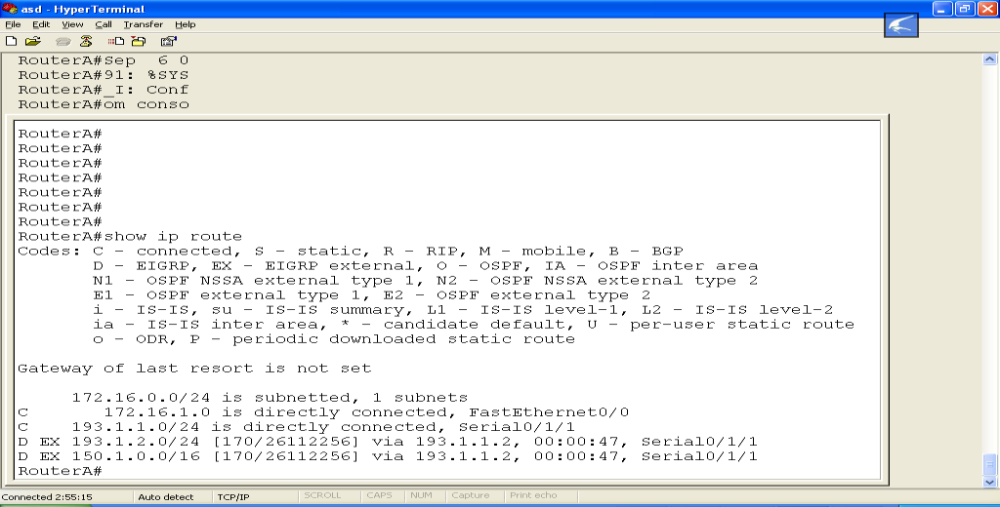 asd - HyperTerminal
File Edit View Call Transfer Help
RouterA#Sep  6 0
RouterA#91: %SYS
RouterA#_I: Conf
RouterA#om conso
RouterA#
RouterA#
RouterA#
RouterA#
RouterA#
RouterA#
RouterA#
RouterA#show ip route
Codes: C - connected, S - static, R - RIP, M - mobile, B - BGP
       D - EIGRP, EX - EIGRP external, O - OSPF, IA - OSPF inter area
       N1 - OSPF NSSA external type 1, N2 - OSPF NSSA external type 2
       E1 - OSPF external type 1, E2 - OSPF external type 2
       i - IS-IS, su - IS-IS summary, L1 - IS-IS level-1, L2 - IS-IS level-2
       ia - IS-IS inter area, * - candidate default, U - per-user static route
       o - ODR, P - periodic downloaded static route
Gateway of last resort is not set
     172.16.0.0/24 is subnetted, 1 subnets
C       172.16.1.0 is directly connected, FastEthernet0/0
C    193.1.1.0/24 is directly connected, Serial0/1/1
D EX 193.1.2.0/24 [170/26112256] via 193.1.1.2, 00:00:47, Serial0/1/1
D EX 150.1.0.0/16 [170/26112256] via 193.1.1.2, 00:00:47, Serial0/1/1
RouterA#
Connected 2:55:15 Auto detect TCP/IP SCROLL CAPS NUM Capture Print echo